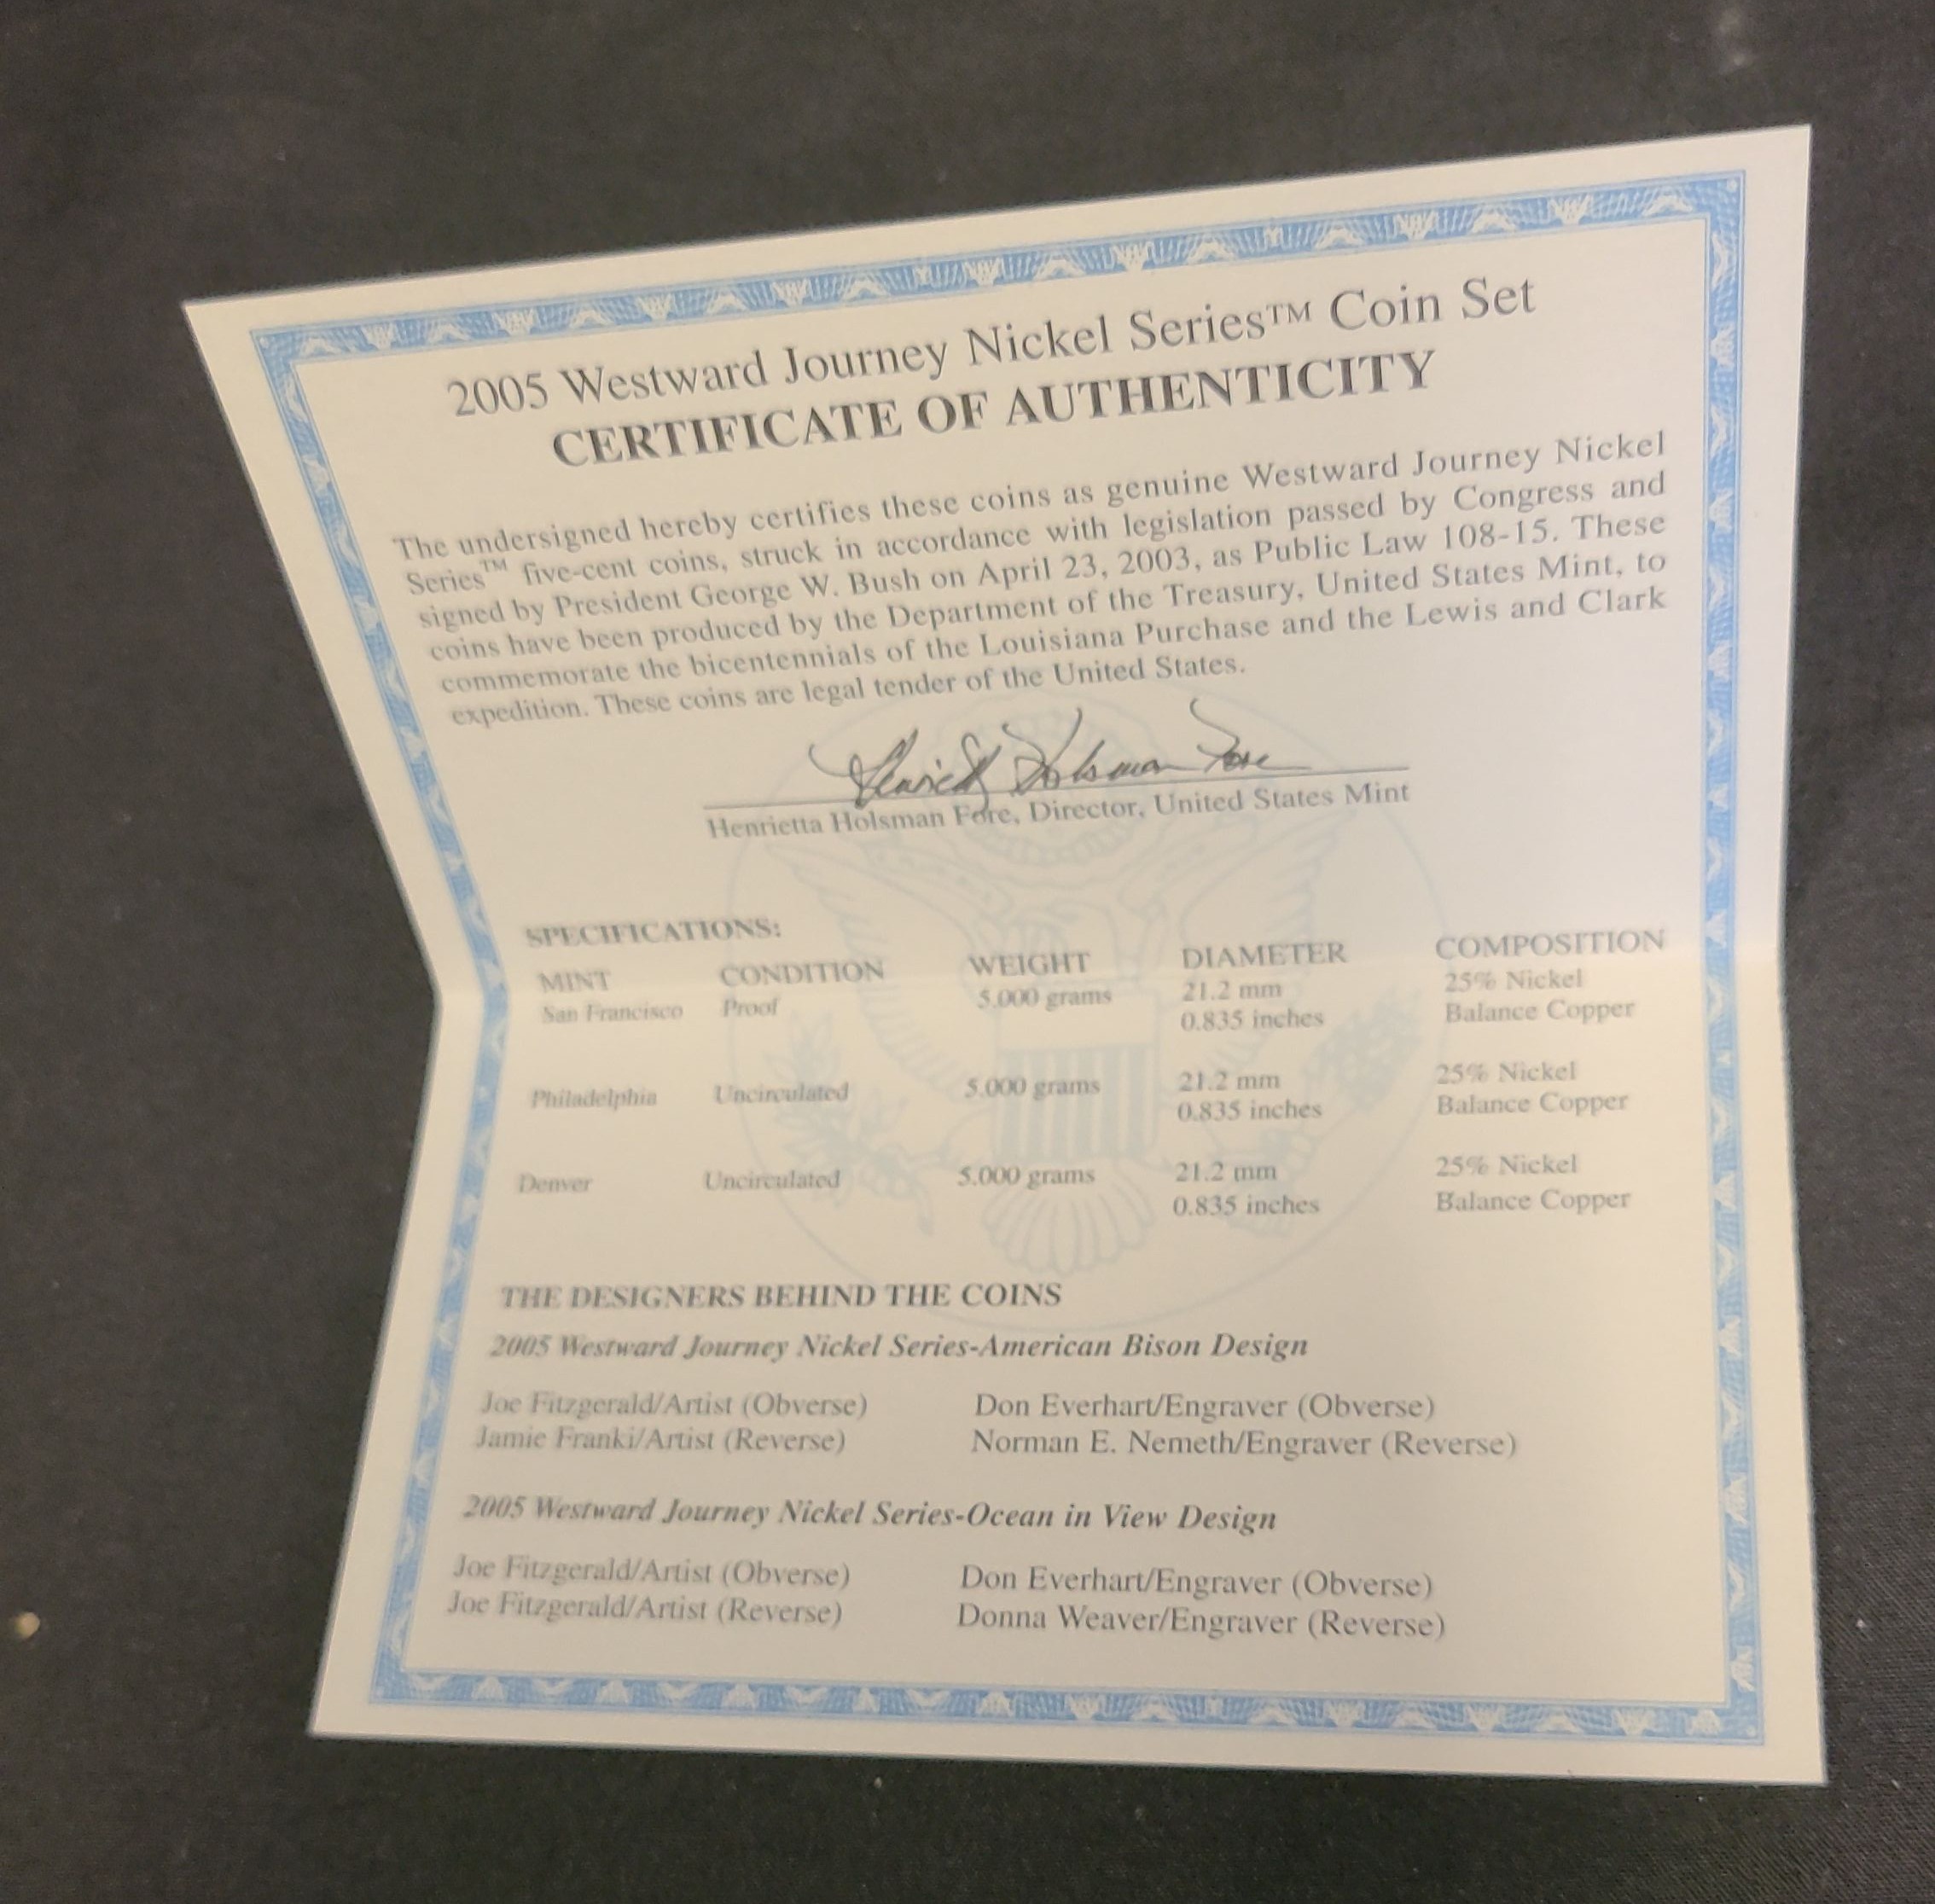 2005 Westward Journey Nickel Series™ Coin Set
CERTIFICATE OF AUTHENTICITY
The undersigned hereby certifies these coins as genuine Westward Journey Nickel
Series™ five-cent coins, struck in accordance with legislation passed by Congress and
signed by President George W. Bush on April 23, 2003, as Public Law 108-15. These
coins have been produced by the Department of the Treasury, United States Mint, to
commemorate the bicentennials of the Louisiana Purchase and the Lewis and Clark
expedition. These coins are legal tender of the United States.
Henrietta Holsman Fore
Henrietta Holsman Fore, Director, United States Mint
SPECIFICATIONS:
MINT CONDITION WEIGHT DIAMETER COMPOSITION
San Francisco Proof 5.000 grams 21.2 mm 25% Nickel
0.835 inches Balance Copper
Philadelphia Uncirculated 5.000 grams 21.2 mm 25% Nickel
0.835 inches Balance Copper
Denver Uncirculated 5.000 grams 21.2 mm 25% Nickel
0.835 inches Balance Copper
THE DESIGNERS BEHIND THE COINS
2005 Westward Journey Nickel Series-American Bison Design
Joe Fitzgerald/Artist (Obverse) Don Everhart/Engraver (Obverse)
Jamie Franki/Artist (Reverse) Norman E. Nemeth/Engraver (Reverse)
2005 Westward Journey Nickel Series-Ocean in View Design
Joe Fitzgerald/Artist (Obverse) Don Everhart/Engraver (Obverse)
Joe Fitzgerald/Artist (Reverse) Donna Weaver/Engraver (Reverse)